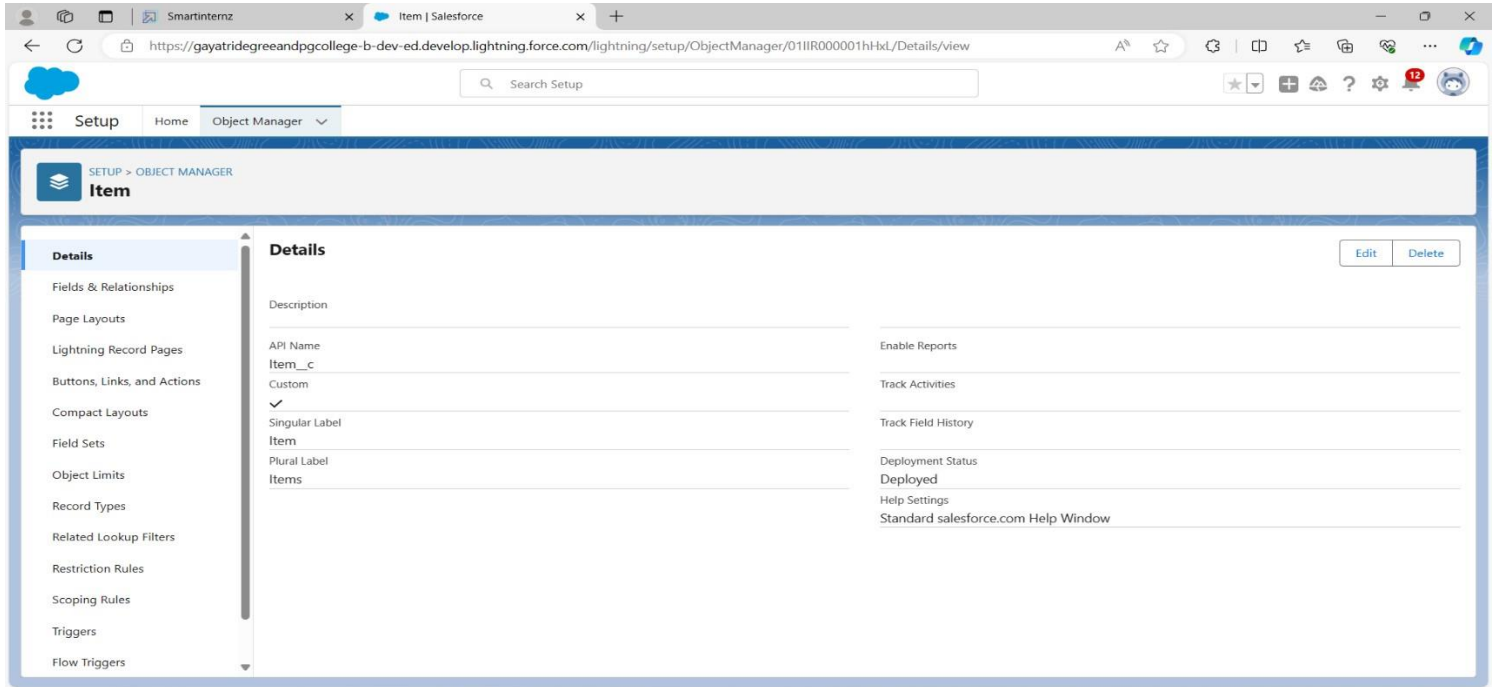 Smartinternz
Item | Salesforce
https://gayatridegreeandpgcollege-b-dev-ed.develop.lightning.force.com/lightning/setup/ObjectManager/01IIR000001hHxL/Details/view
Search Setup
12
Setup Home Object Manager
SETUP > OBJECT MANAGER
Item
Details
Fields & Relationships
Page Layouts
Lightning Record Pages
Buttons, Links, and Actions
Compact Layouts
Field Sets
Object Limits
Record Types
Related Lookup Filters
Restriction Rules
Scoping Rules
Triggers
Flow Triggers
Details
Edit Delete
Description
API Name
Item__c
Custom
Singular Label
Item
Plural Label
Items
Enable Reports
Track Activities
Track Field History
Deployment Status
Deployed
Help Settings
Standard salesforce.com Help Window